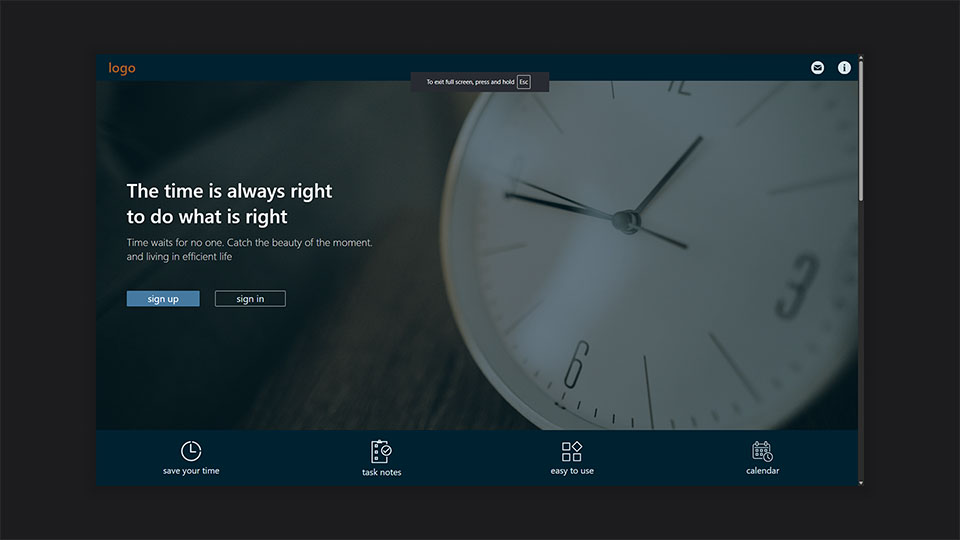 logo
To exit full screen, press and hold Esc
The time is always right
to do what is right
Time waits for no one. Catch the beauty of the moment.
and living in efficient life
sign up
sign in
12
3
6
save your time
task notes
easy to use
calendar